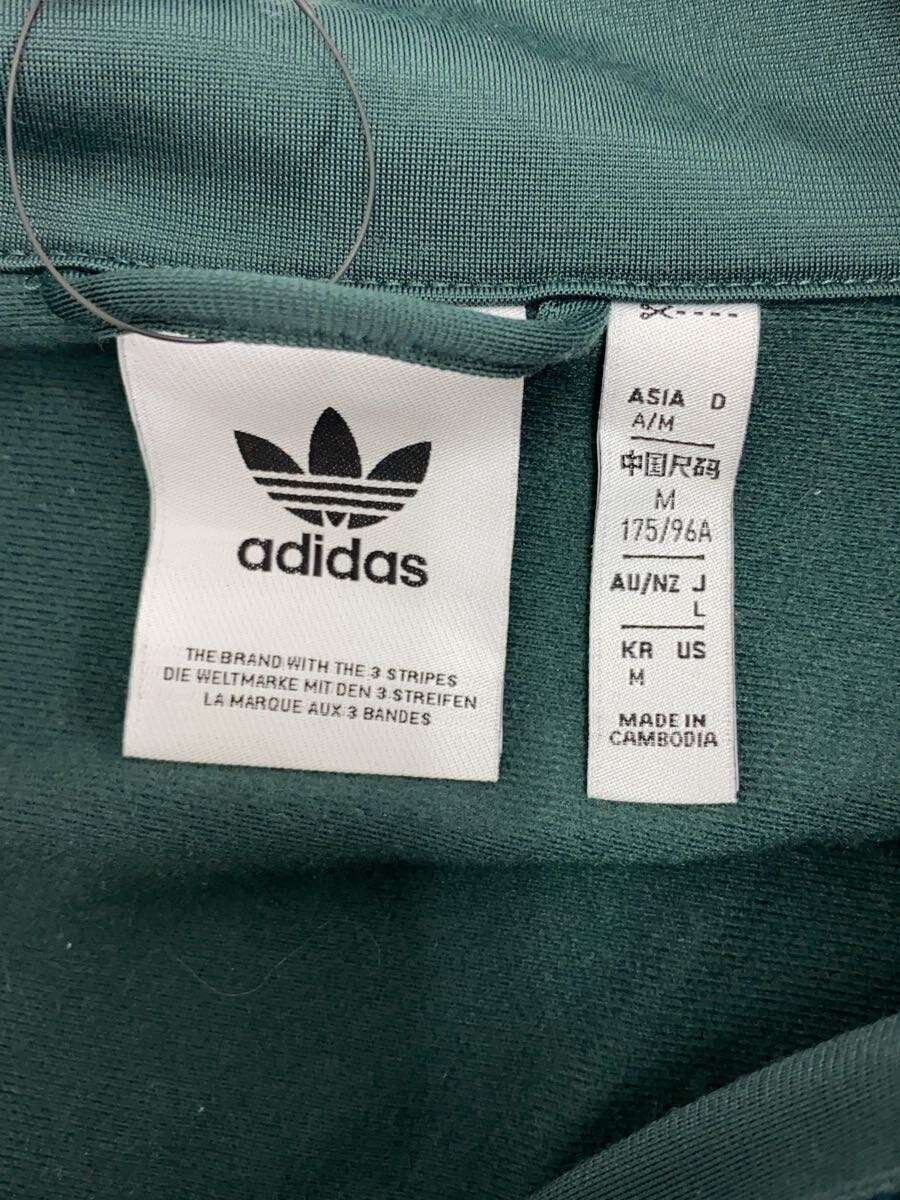 adidas
THE BRAND WITH THE 3 STRIPES
DIE WELTMARKE MIT DEN 3 STREIFEN
LA MARQUE AUX 3 BANDES
ASIA D
A/M
中国尺码
M
175/96A
AU/NZ J
L
KR US
M
MADE IN
CAMBODIA